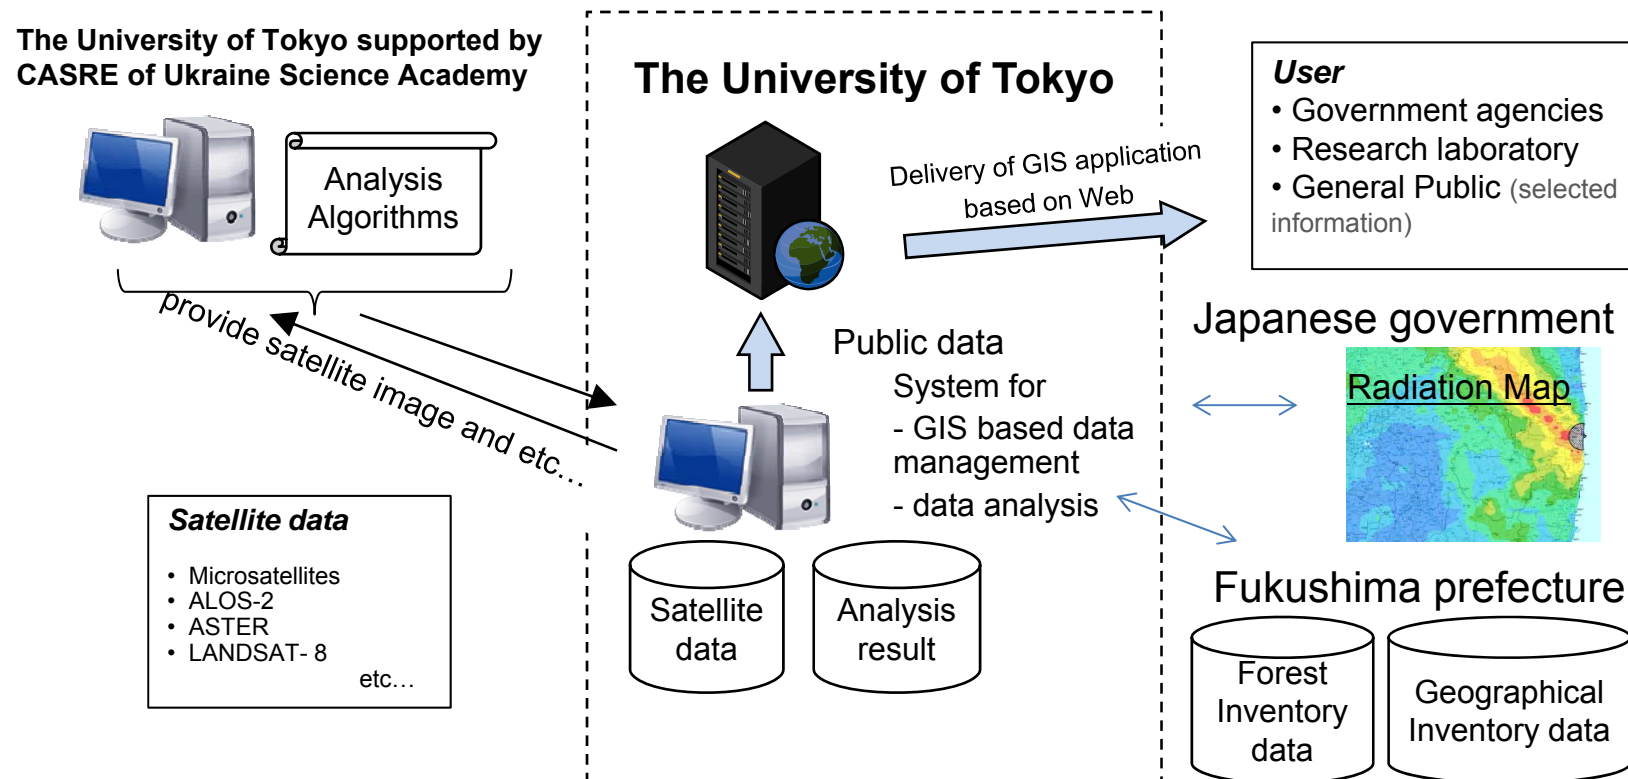 The University of Tokyo supported by
CASRE of Ukraine Science Academy
Analysis
Algorithms
provide satellite image and etc...
Satellite data
• Microsatellites
• ALOS-2
• ASTER
• LANDSAT- 8
etc...
The University of Tokyo
Delivery of GIS application
based on Web
Public data
System for
- GIS based data
management
- data analysis
Satellite
data
Analysis
result
User
• Government agencies
• Research laboratory
• General Public (selected
information)
Japanese government
Radiation Map
Fukushima prefecture
Forest
Inventory
data
Geographical
Inventory data